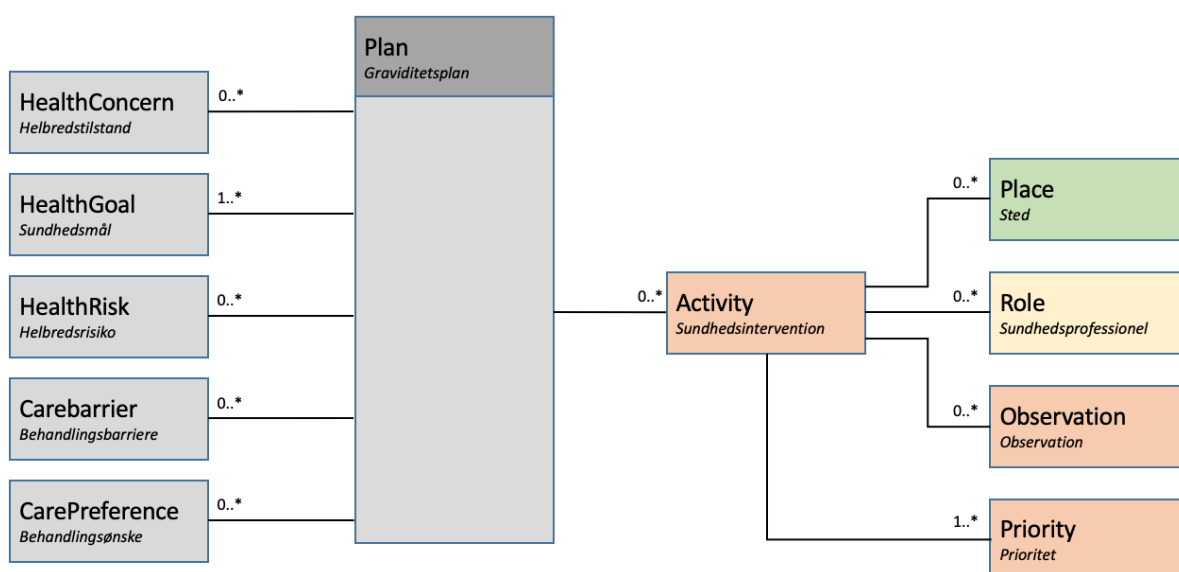 Plan
Graviditetsplan
HealthConcern
Helbredstilstand
0..*
HealthGoal
Sundhedsmål
1..*
HealthRisk
Helbredsrisiko
0..*
Carebarrier
Behandlingsbarriere
0..*
CarePreference
Behandlingsønske
0..*
0..*
Activity
Sundhedsintervention
0..*
Place
Sted
0..*
Role
Sundhedsprofessionel
0..*
Observation
Observation
1..*
Priority
Prioritet